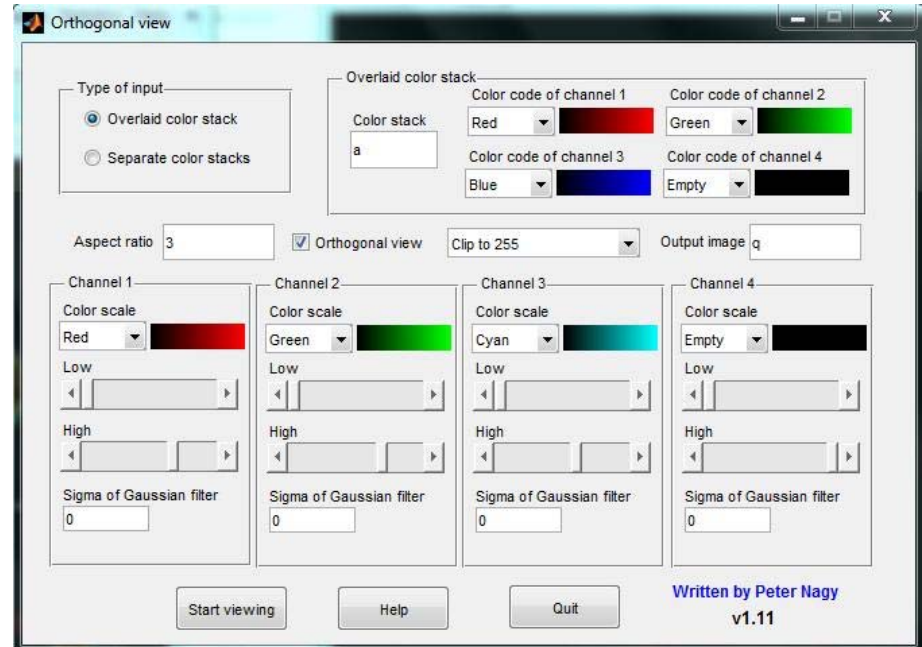 Orthogonal view
Type of input
Overlaid color stack
Separate color stacks
Overlaid color stack
Color stack
a
Color code of channel 1
Red
Color code of channel 2
Green
Color code of channel 3
Blue
Color code of channel 4
Empty
Aspect ratio 3
Orthogonal view
Clip to 255
Output image q
Channel 1
Color scale
Red
Low
High
Sigma of Gaussian filter
0
Channel 2
Color scale
Green
Low
High
Sigma of Gaussian filter
0
Channel 3
Color scale
Cyan
Low
High
Sigma of Gaussian filter
0
Channel 4
Color scale
Empty
Low
High
Sigma of Gaussian filter
0
Start viewing
Help
Quit
Written by Peter Nagy
v1.11